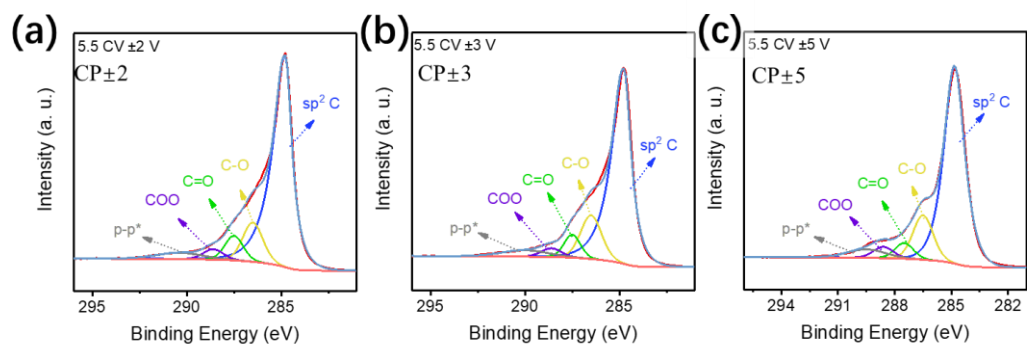 (a)
5.5 CV ±2 V
CP±2
sp² C
C-O
C=O
COO
p-p*
Intensity (a. u.)
295 290 285
Binding Energy (eV)
(b)
5.5 CV ±3 V
CP±3
sp² C
C-O
C=O
COO
p-p*
Intensity (a. u.)
295 290 285
Binding Energy (eV)
(c)
5.5 CV ±5 V
CP±5
sp² C
C-O
C=O
COO
p-p*
Intensity (a. u.)
294 291 288 285 282
Binding Energy (eV)